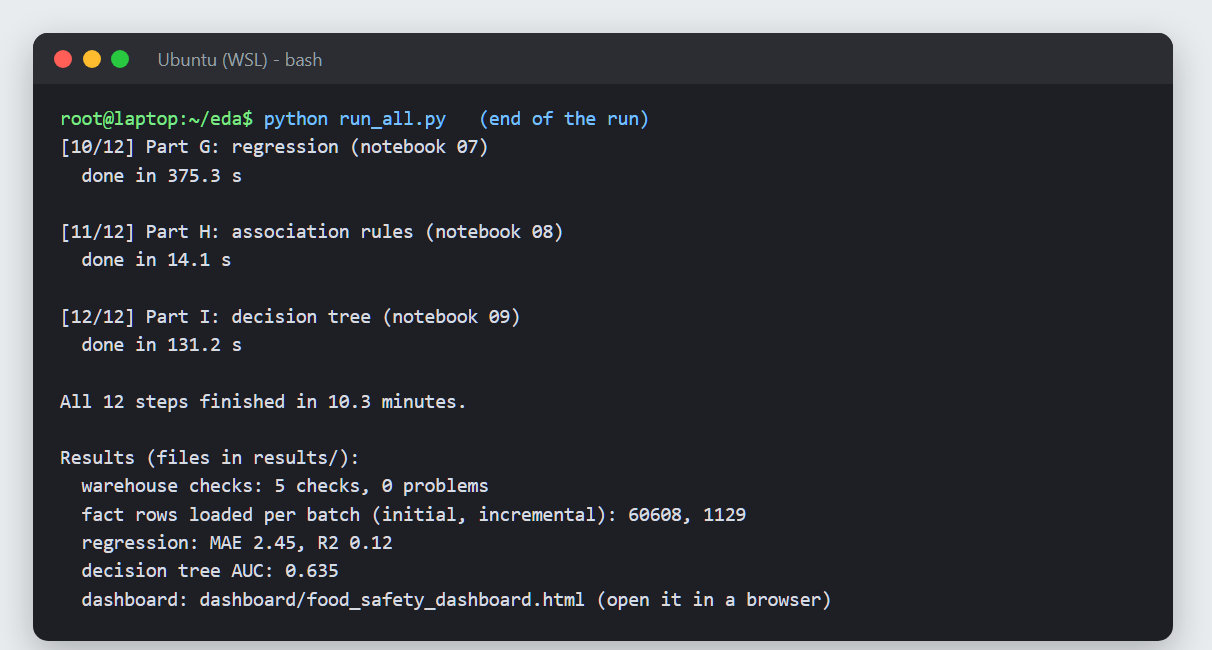 Ubuntu (WSL) - bash
root@laptop:~/eda$ python run_all.py   (end of the run)
[10/12] Part G: regression (notebook 07)
  done in 375.3 s
[11/12] Part H: association rules (notebook 08)
  done in 14.1 s
[12/12] Part I: decision tree (notebook 09)
  done in 131.2 s
All 12 steps finished in 10.3 minutes.
Results (files in results/):
  warehouse checks: 5 checks, 0 problems
  fact rows loaded per batch (initial, incremental): 60608, 1129
  regression: MAE 2.45, R2 0.12
  decision tree AUC: 0.635
  dashboard: dashboard/food_safety_dashboard.html (open it in a browser)